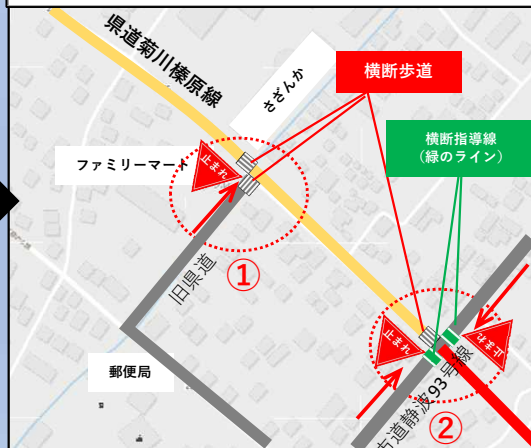 県道菊川榛原線
さざんか
横断歩道
横断指導線
(緑のライン)
ファミリーマート
止まれ
旧県道
①
止まれ
止まれ
市道静波93号線
②
郵便局